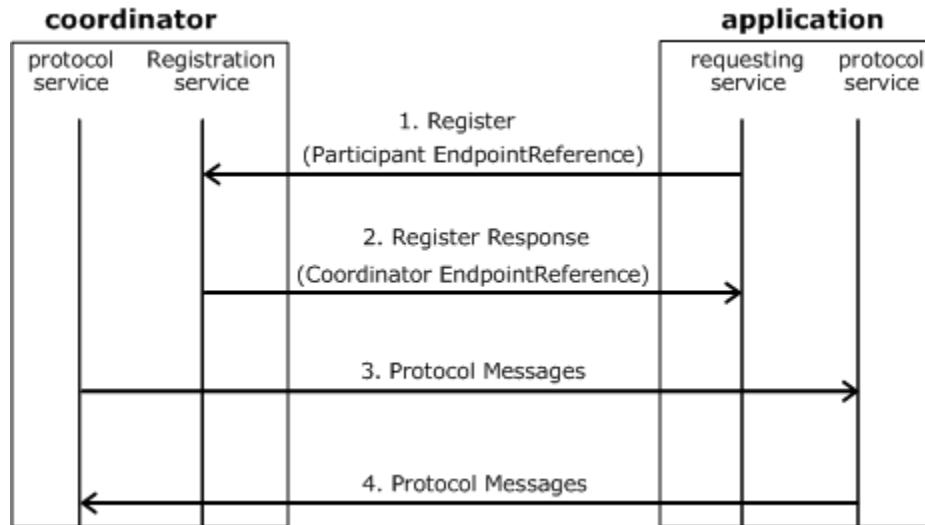 coordinator
application
protocol service
Registration service
requesting service
protocol service
1. Register
(Participant EndpointReference)
2. Register Response
(Coordinator EndpointReference)
3. Protocol Messages
4. Protocol Messages